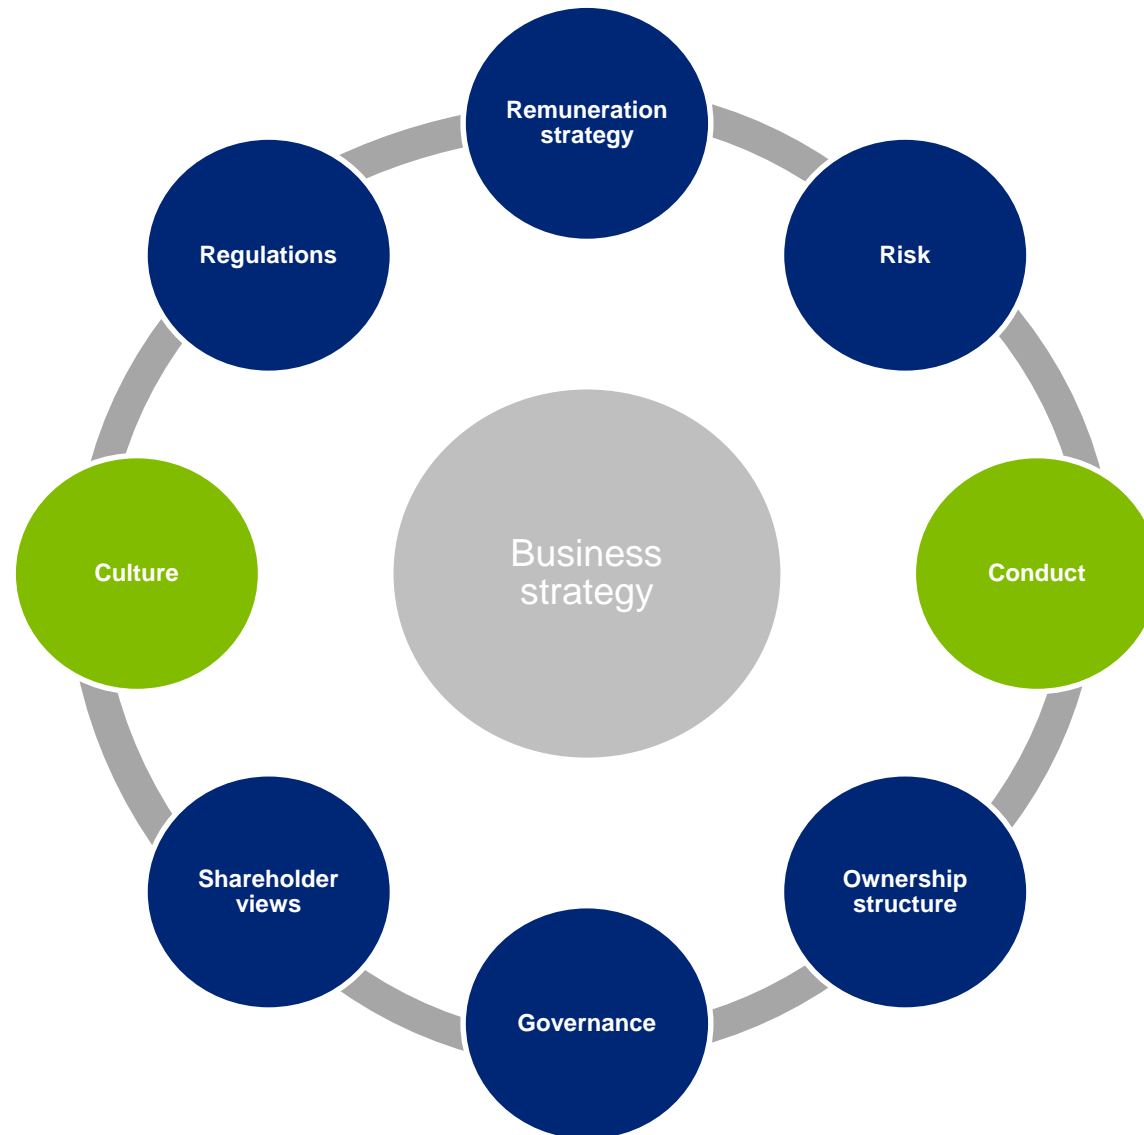 Remuneration
strategy
Regulations
Risk
Business
strategy
Culture
Conduct
Shareholder
views
Ownership
structure
Governance